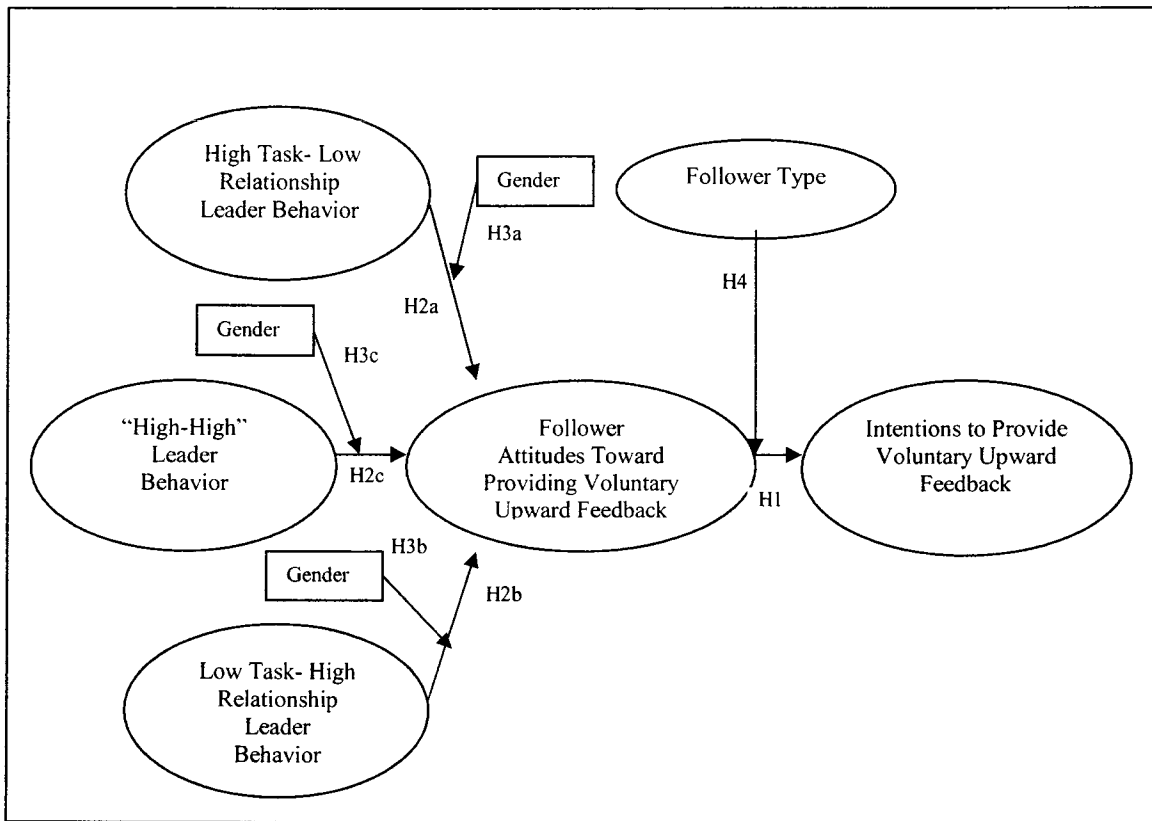 High Task- Low
Relationship
Leader Behavior
Gender
H3a
Follower Type
H2a
H4
Gender
H3c
"High-High"
Leader
Behavior
H2c
Follower
Attitudes Toward
Providing Voluntary
Upward Feedback
H1
Intentions to Provide
Voluntary Upward
Feedback
H3b
Gender
H2b
Low Task- High
Relationship
Leader
Behavior